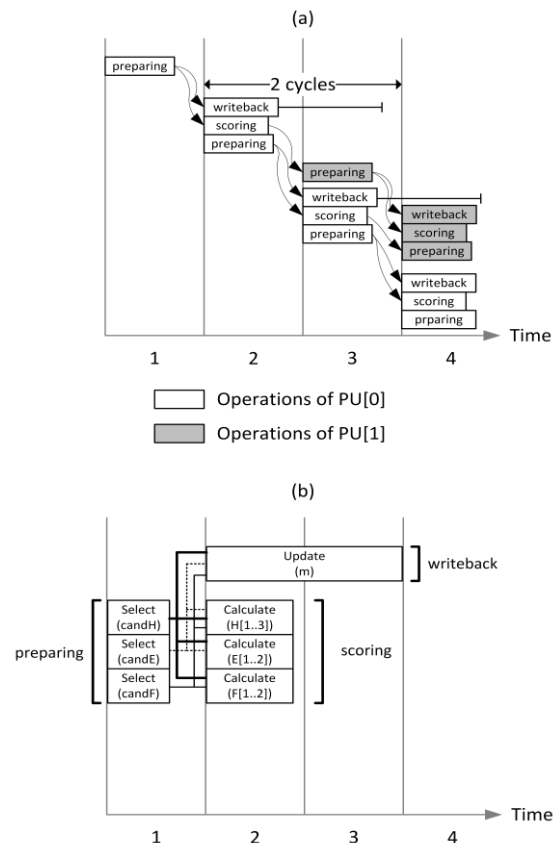 (a)
preparing
2 cycles
writeback
scoring
preparing
preparing
writeback
scoring
preparing
writeback
scoring
preparing
writeback
scoring
prparing
Time
1 2 3 4
Operations of PU[0]
Operations of PU[1]
(b)
Update
(m)
writeback
Select
(candH)
Calculate
(H[1..3])
preparing
Select
(candE)
Calculate
(E[1..2])
scoring
Select
(candF)
Calculate
(F[1..2])
Time
1 2 3 4